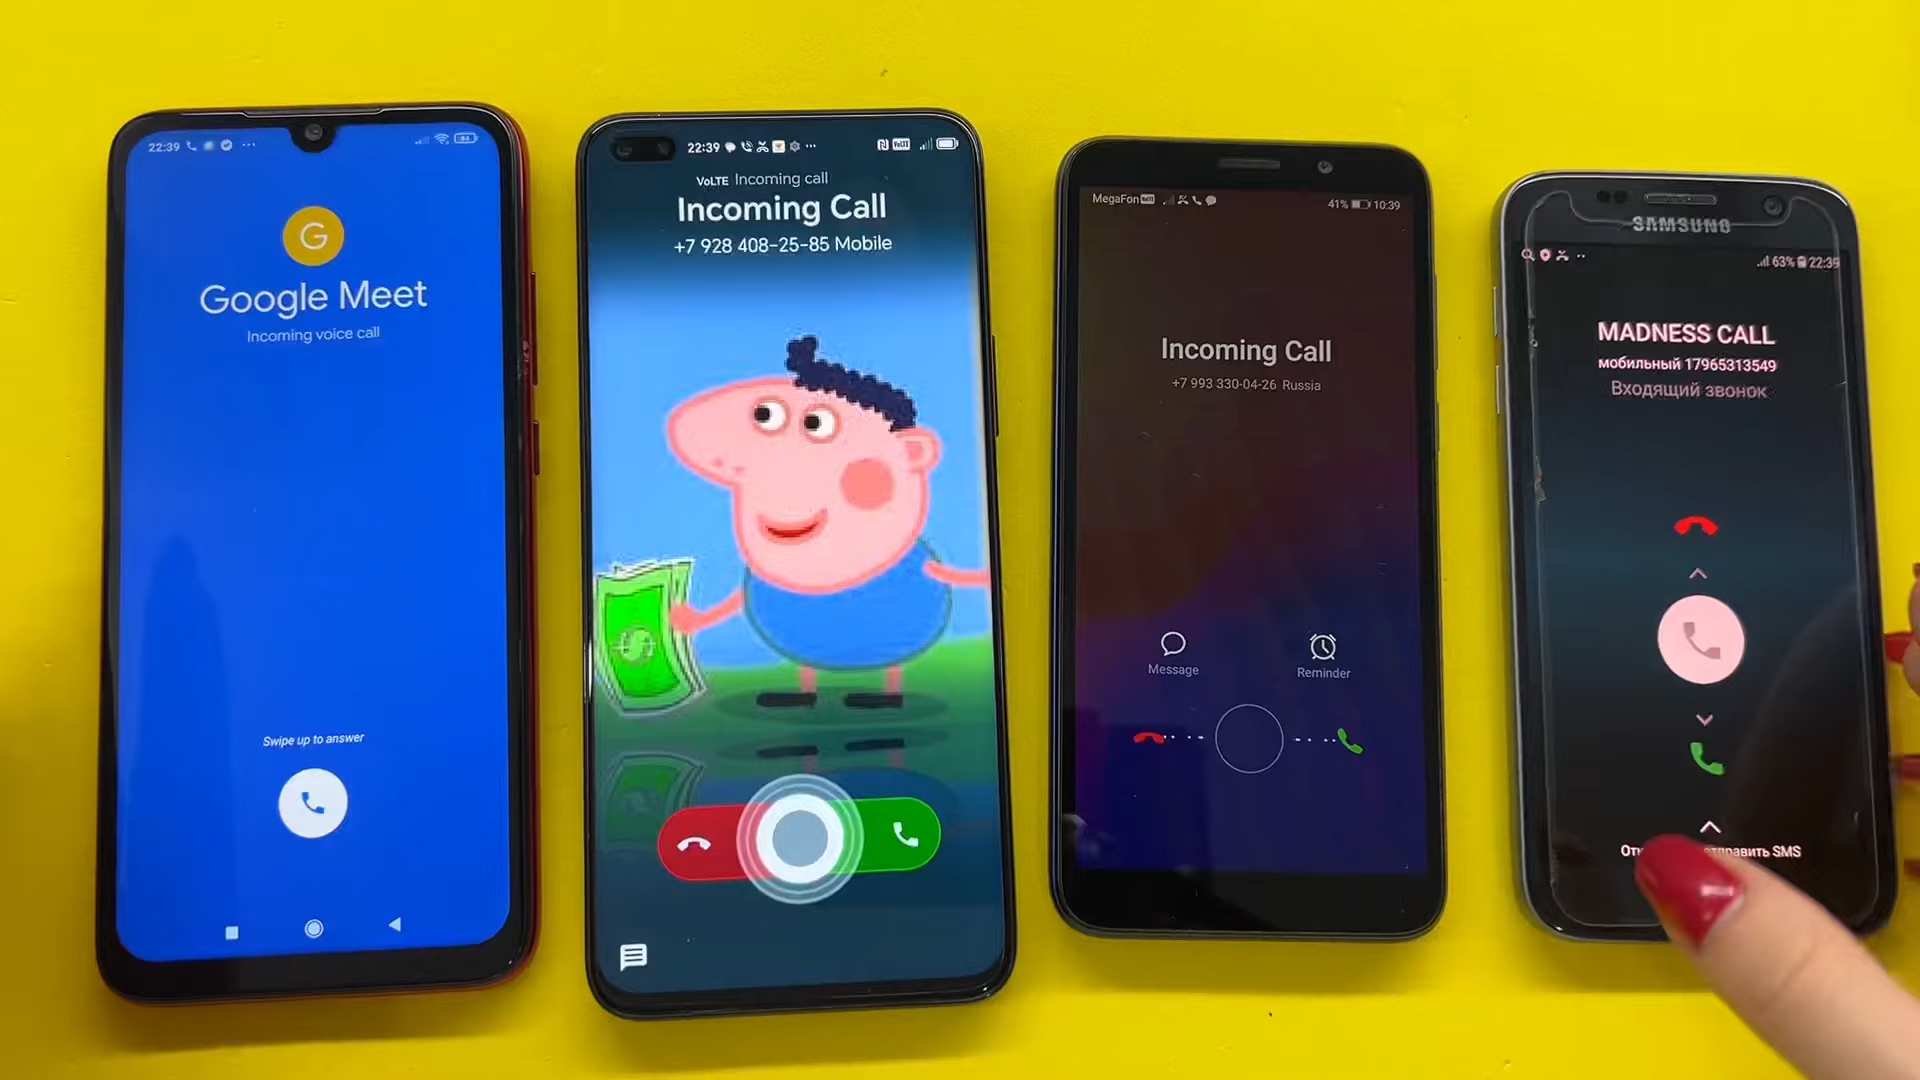 22:39
84
G
Google Meet
Incoming voice call
Swipe up to answer
22:39
VoLTE Incoming call
Incoming Call
+7 928 408-25-85 Mobile
MegaFon
41% 10:39
Incoming Call
+7 993 330-04-26 Russia
Message
Reminder
SAMSUNG
63% 22:39
MADNESS CALL
мобильный 17965313549
Входящий звонок
SMS